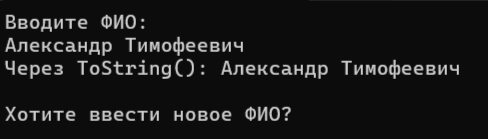 Вводите ФИО:
Александр Тимофеевич
Через ToString(): Александр Тимофеевич
Хотите ввести новое ФИО?